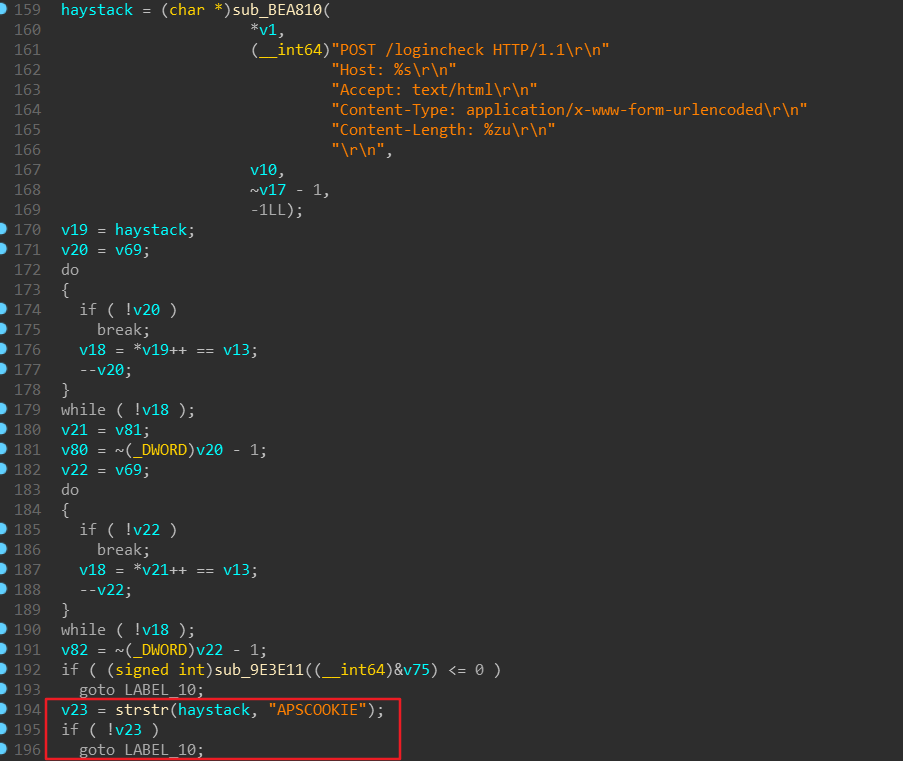 159 haystack = (char *)sub_BEA810(
160 *v1,
161 (__int64)"POST /logincheck HTTP/1.1\r\n"
162 "Host: %s\r\n"
163 "Accept: text/html\r\n"
164 "Content-Type: application/x-www-form-urlencoded\r\n"
165 "Content-Length: %zu\r\n"
166 "\r\n",
167 v10,
168 ~v17 - 1,
169 -1LL);
170 v19 = haystack;
171 v20 = v69;
172 do
173 {
174 if ( !v20 )
175 break;
176 v18 = *v19++ == v13;
177 --v20;
178 }
179 while ( !v18 );
180 v21 = v81;
181 v80 = ~(_DWORD)v20 - 1;
182 v22 = v69;
183 do
184 {
185 if ( !v22 )
186 break;
187 v18 = *v21++ == v13;
188 --v22;
189 }
190 while ( !v18 );
191 v82 = ~(_DWORD)v22 - 1;
192 if ( (signed int)sub_9E3E11((__int64)&v75) <= 0 )
193 goto LABEL_10;
194 v23 = strstr(haystack, "APSCOOKIE");
195 if ( !v23 )
196 goto LABEL_10;